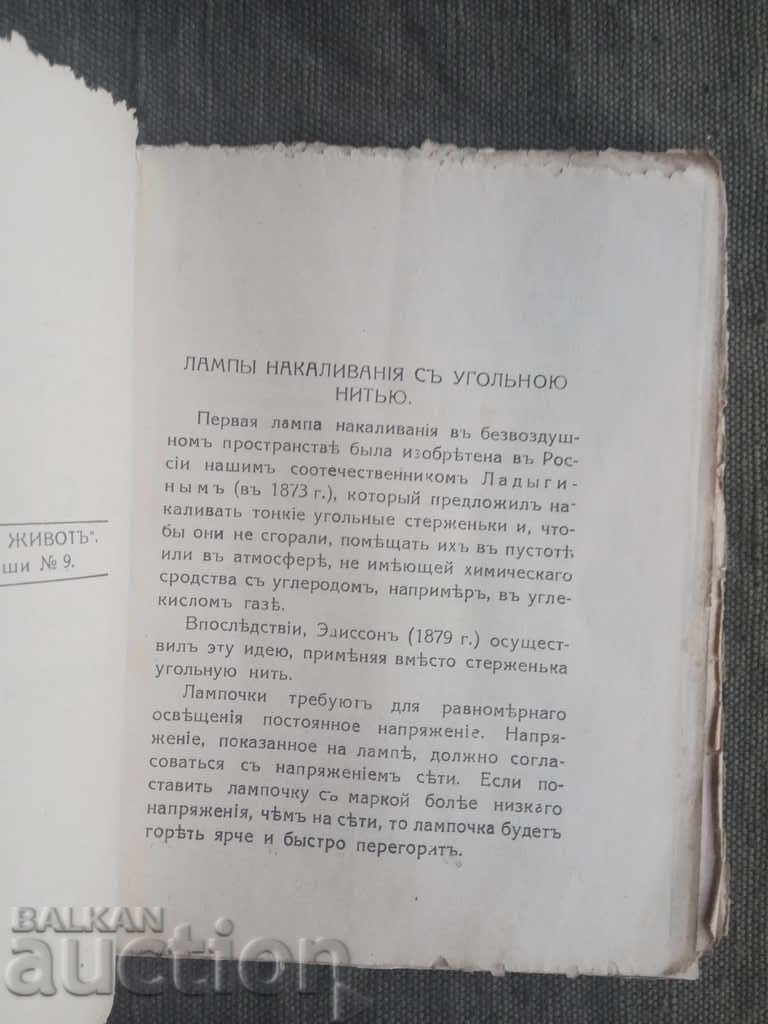 ЖИВОТЪ".
ши № 9.
ЛАМПЫ НАКАЛИВАНІЯ СЪ УГОЛЬНОЮ
НИТЬЮ.
Первая лампа накаливанія въ безвоздуш-
номъ пространствѣ была изобрѣтена въ Рос-
сіи нашимъ соотечественникомъ Ладыги-
нымъ (въ 1873 г.), который предложилъ на-
каливать тонкіе угольные стерженьки и, что-
бы они не сгорали, помѣщать ихъ въ пустотѣ
или въ атмосферѣ, не имѣющей химическаго
сродства съ углеродомъ, напримѣръ, въ угле-
кисломъ газѣ.
Впослѣдствіи, Эдиссонъ (1879 г.) осущест-
вилъ эту идею, примѣняя вмѣсто стерженька
угольную нить.
Лампочки требуютъ для равномѣрнаго
освѣщенія постоянное напряженіе. Напря-
женіе, показанное на лампѣ, должно согла-
соваться съ напряженіемъ сѣти. Если по-
ставить лампочку съ маркой болѣе низкаго
напряженія, чѣмъ на сѣти, то лампочка будетъ
горѣть ярче и быстро перегоритъ.
BALKAN
auction